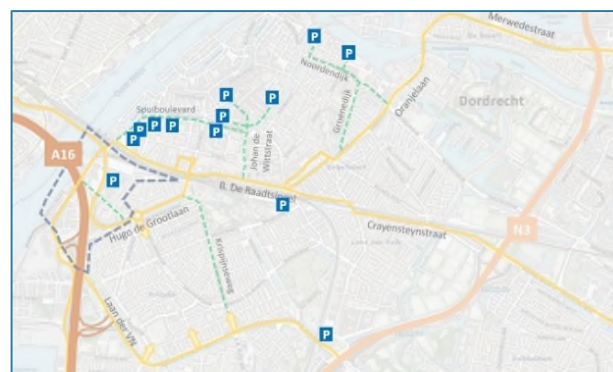 Merwedestraat
P
P
Noordendijk
Oranjelaan
Dordrecht
P
P
Spuiboulevard
P
P
P
P
P
P
Groenedijk
Johan de
Wittstraat
A16
P
B. De Raadtsingel
P
Crayensteynstraat
N3
Hugo de Grootlaan
Krispijnseweg
Laan der VN
P